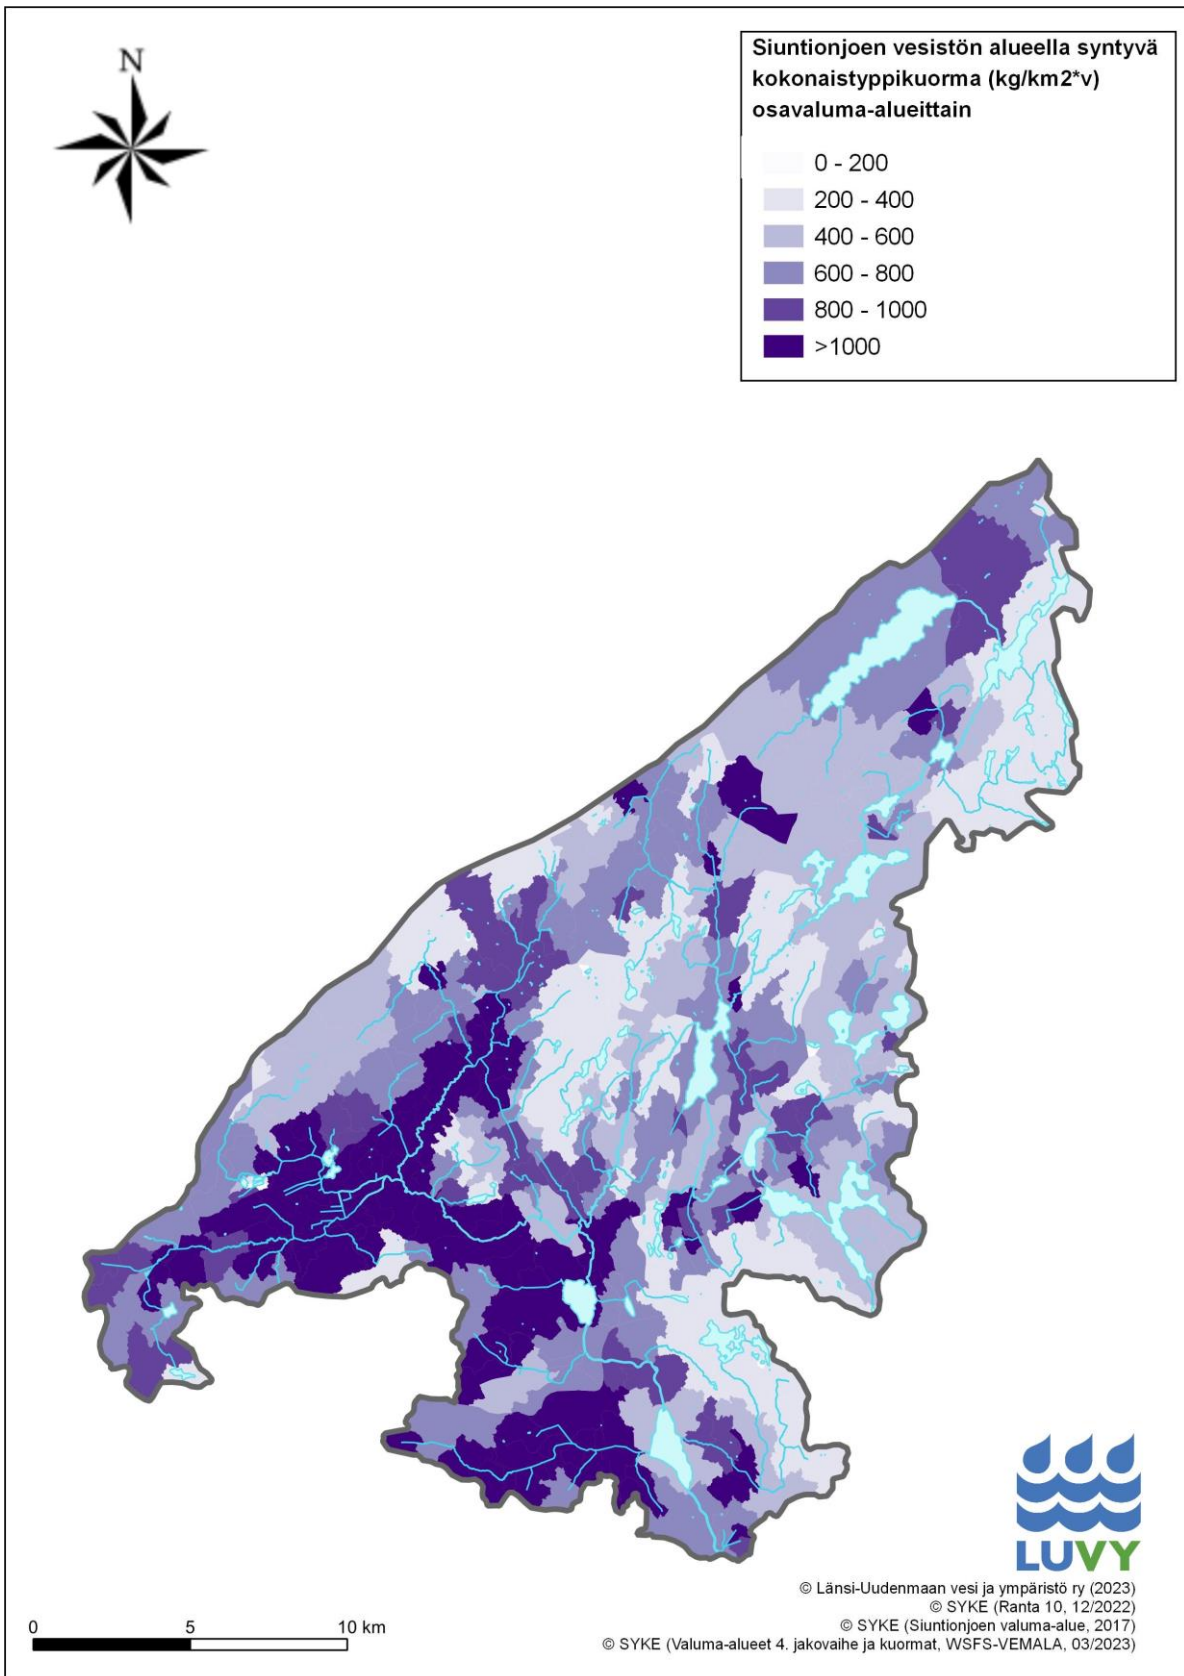 N
Siuntionjoen vesistön alueella syntyvä
kokonaistyppikuorma (kg/km2*v)
osavaluma-alueittain
0 - 200
200 - 400
400 - 600
600 - 800
800 - 1000
>1000
LUVY
© Länsi-Uudenmaan vesi ja ympäristö ry (2023)
© SYKE (Ranta 10, 12/2022)
© SYKE (Siuntionjoen valuma-alue, 2017)
© SYKE (Valuma-alueet 4. jakovaihe ja kuormat, WSFS-VEMALA, 03/2023)
0 5 10 km